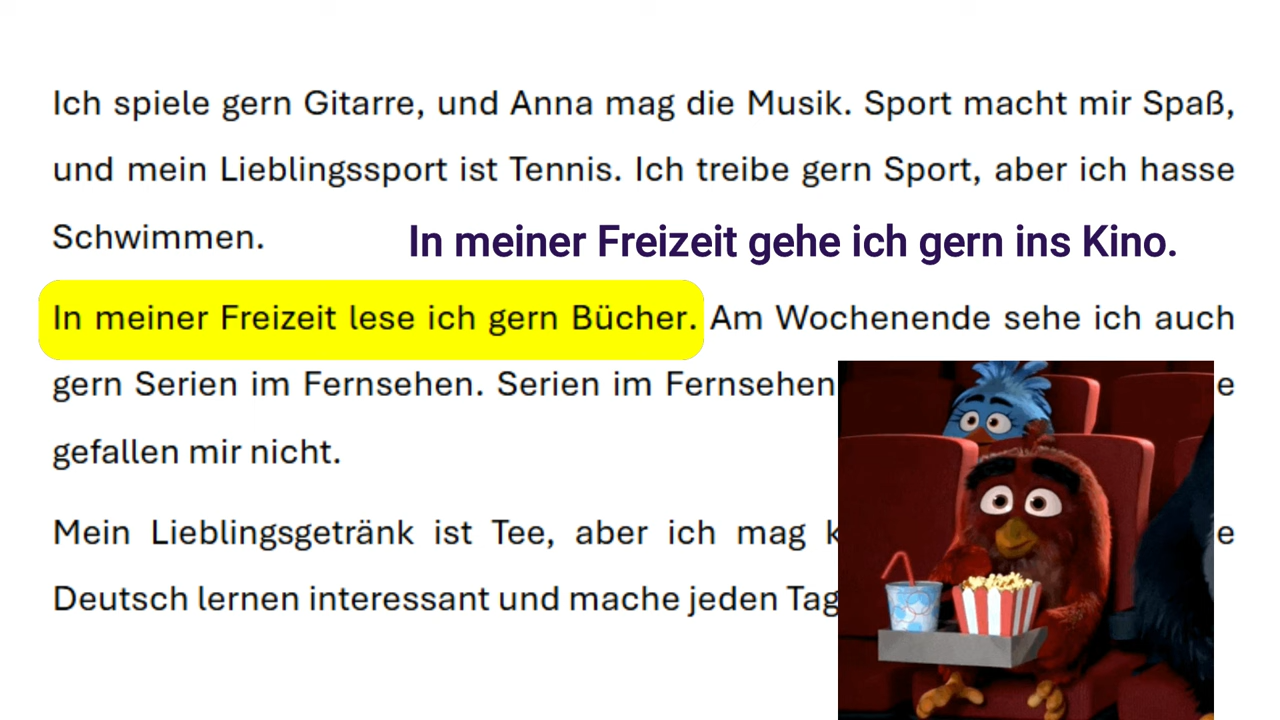 Ich spiele gern Gitarre, und Anna mag die Musik. Sport macht mir Spaß,
und mein Lieblingssport ist Tennis. Ich treibe gern Sport, aber ich hasse
Schwimmen.
In meiner Freizeit gehe ich gern ins Kino.
In meiner Freizeit lese ich gern Bücher. Am Wochenende sehe ich auch
gern Serien im Fernsehen. Serien im Fernsehen
gefallen mir nicht.
Mein Lieblingsgetränk ist Tee, aber ich mag
Deutsch lernen interessant und mache jeden Tag